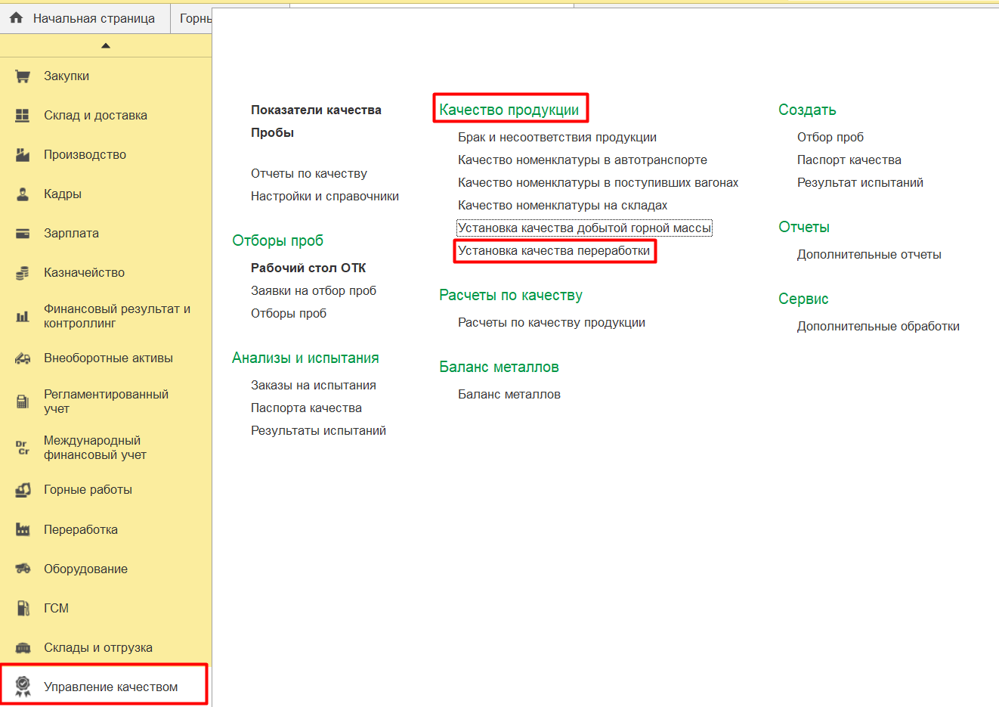 Начальная страница
Горнь
Закупки
Склад и доставка
Производство
Кадры
Зарплата
Казначейство
Финансовый результат и
контроллинг
Внеоборотные активы
Регламентированный
учет
Dr
Cr
Международный
финансовый учет
Горные работы
Переработка
Оборудование
ГСМ
Склады и отгрузка
Управление качеством
Показатели качества
Пробы
Отчеты по качеству
Настройки и справочники
Отборы проб
Рабочий стол ОТК
Заявки на отбор проб
Отборы проб
Анализы и испытания
Заказы на испытания
Паспорта качества
Результаты испытаний
Качество продукции
Брак и несоответствия продукции
Качество номенклатуры в автотранспорте
Качество номенклатуры в поступивших вагонах
Качество номенклатуры на складах
Установка качества добытой горной массы
Установка качества переработки
Расчеты по качеству
Расчеты по качеству продукции
Баланс металлов
Баланс металлов
Создать
Отбор проб
Паспорт качества
Результат испытаний
Отчеты
Дополнительные отчеты
Сервис
Дополнительные обработки